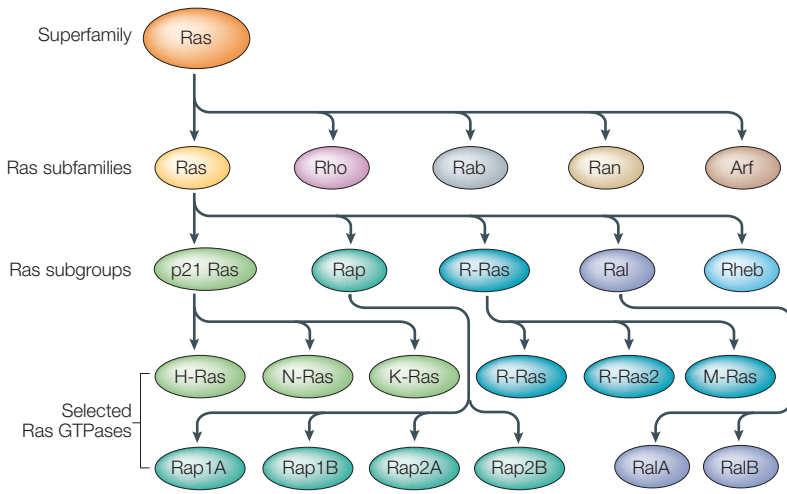 Superfamily
Ras
Ras subfamilies
Ras
Rho
Rab
Ran
Arf
Ras subgroups
p21 Ras
Rap
R-Ras
Ral
Rheb
H-Ras
N-Ras
K-Ras
R-Ras
R-Ras2
M-Ras
Selected
Ras GTPases
Rap1A
Rap1B
Rap2A
Rap2B
RalA
RalB